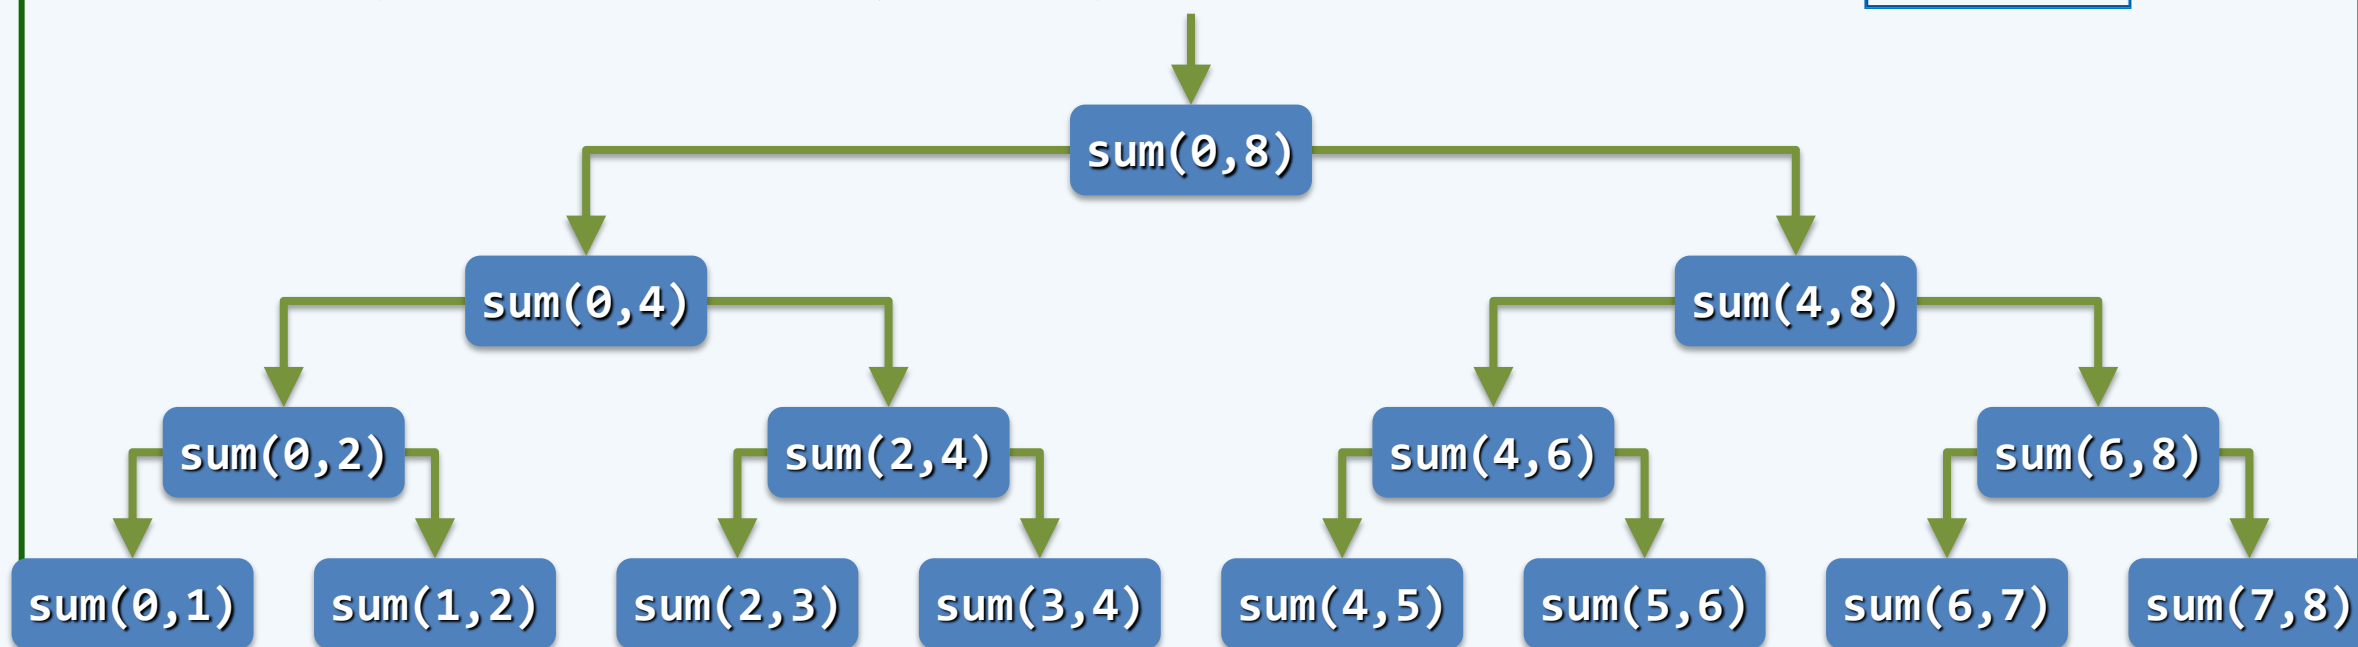 sum(0,8)
sum(0,4) sum(4,8)
sum(0,2) sum(2,4) sum(4,6) sum(6,8)
sum(0,1) sum(1,2) sum(2,3) sum(3,4) sum(4,5) sum(5,6) sum(6,7) sum(7,8)